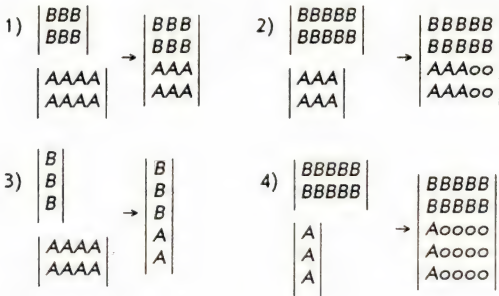 1) |BBB|
|BBB|
|AAAA|
|AAAA|
→
|BBB|
|BBB|
|AAA|
|AAA|
2) |BBBBB|
|BBBBB|
|AAA|
|AAA|
→
|BBBBB|
|BBBBB|
|AAAoo|
|AAAoo|
3) |B|
|B|
|B|
|AAAA|
|AAAA|
→
|B|
|B|
|B|
|A|
|A|
4) |BBBBB|
|BBBBB|
|A|
|A|
|A|
→
|BBBBB|
|BBBBB|
|Aoooo|
|Aoooo|
|Aoooo|